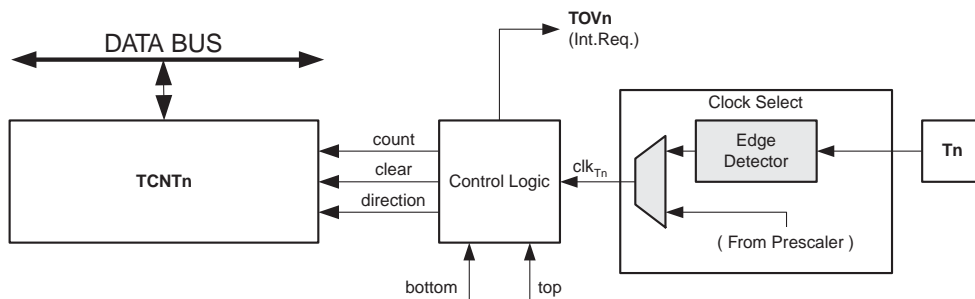 TOVn
(Int.Req.)
DATA BUS
Clock Select
TCNTn
count
clear
direction
Control Logic
clkTn
Edge
Detector
Tn
( From Prescaler )
bottom
top